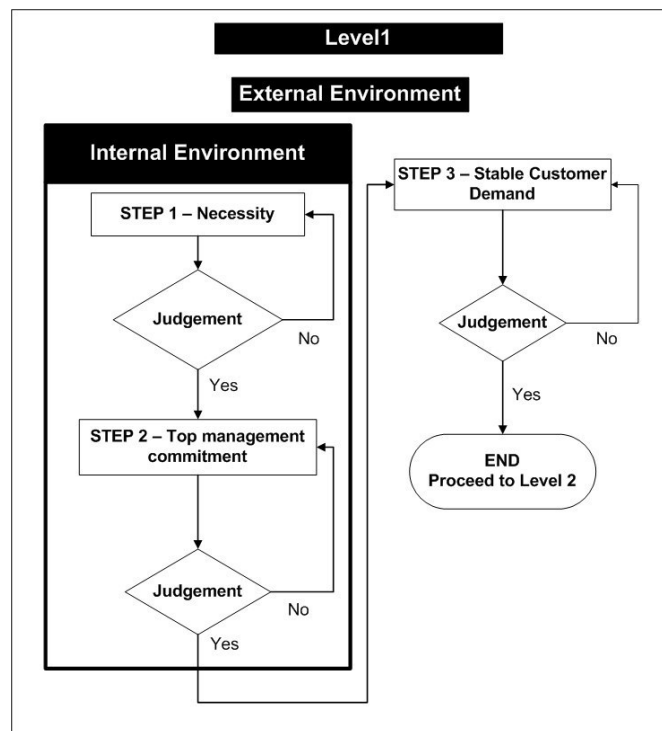 Level1
External Environment
Internal Environment
STEP 1 – Necessity
Judgement
No
Yes
STEP 2 – Top management
commitment
Judgement
No
Yes
STEP 3 – Stable Customer
Demand
Judgement
No
Yes
END
Proceed to Level 2